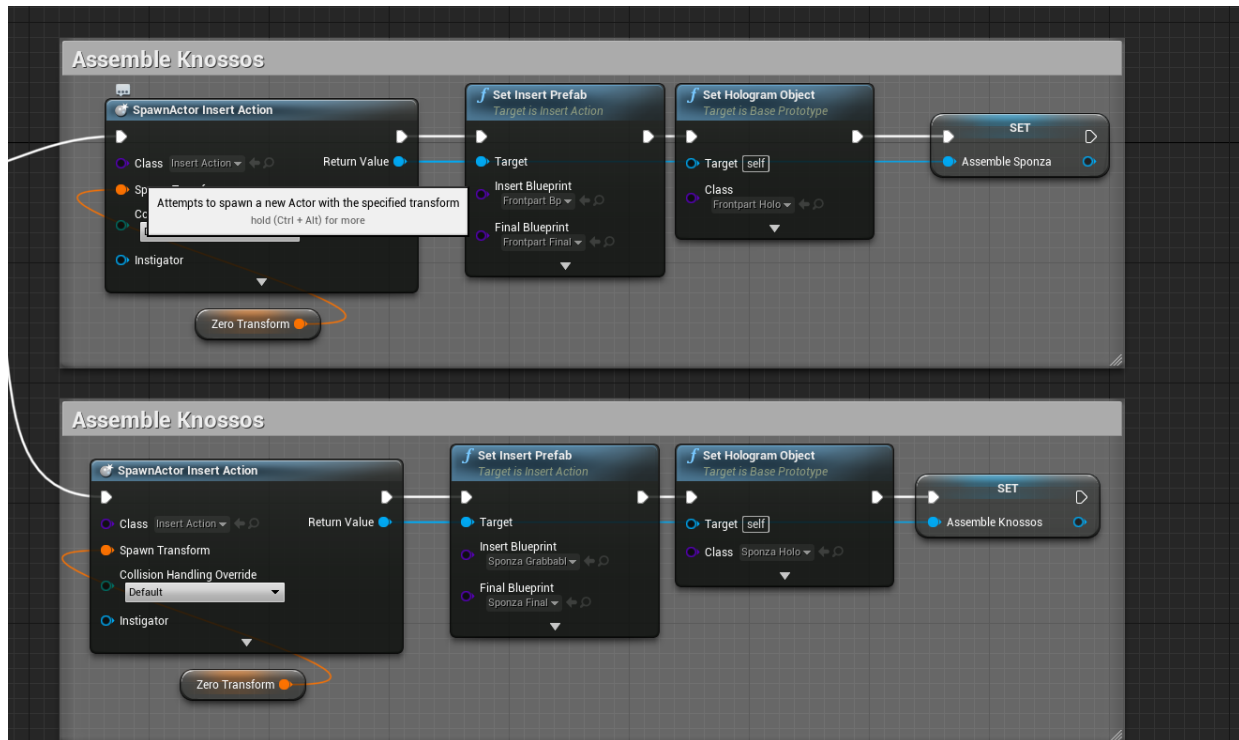 Assemble Knossos
SpawnActor Insert Action
Class Insert Action
Return Value
Attempts to spawn a new Actor with the specified transform
hold (Ctrl + Alt) for more
Instigator
Zero Transform
Set Insert Prefab
Target is Insert Action
Target
Insert Blueprint
Frontpart Bp
Final Blueprint
Frontpart Final
Set Hologram Object
Target is Base Prototype
Target self
Class
Frontpart Holo
SET
Assemble Sponza
Assemble Knossos
SpawnActor Insert Action
Class Insert Action
Return Value
Spawn Transform
Collision Handling Override
Default
Instigator
Zero Transform
Set Insert Prefab
Target is Insert Action
Target
Insert Blueprint
Sponza Grabbabl
Final Blueprint
Sponza Final
Set Hologram Object
Target is Base Prototype
Target self
Class Sponza Holo
SET
Assemble Knossos